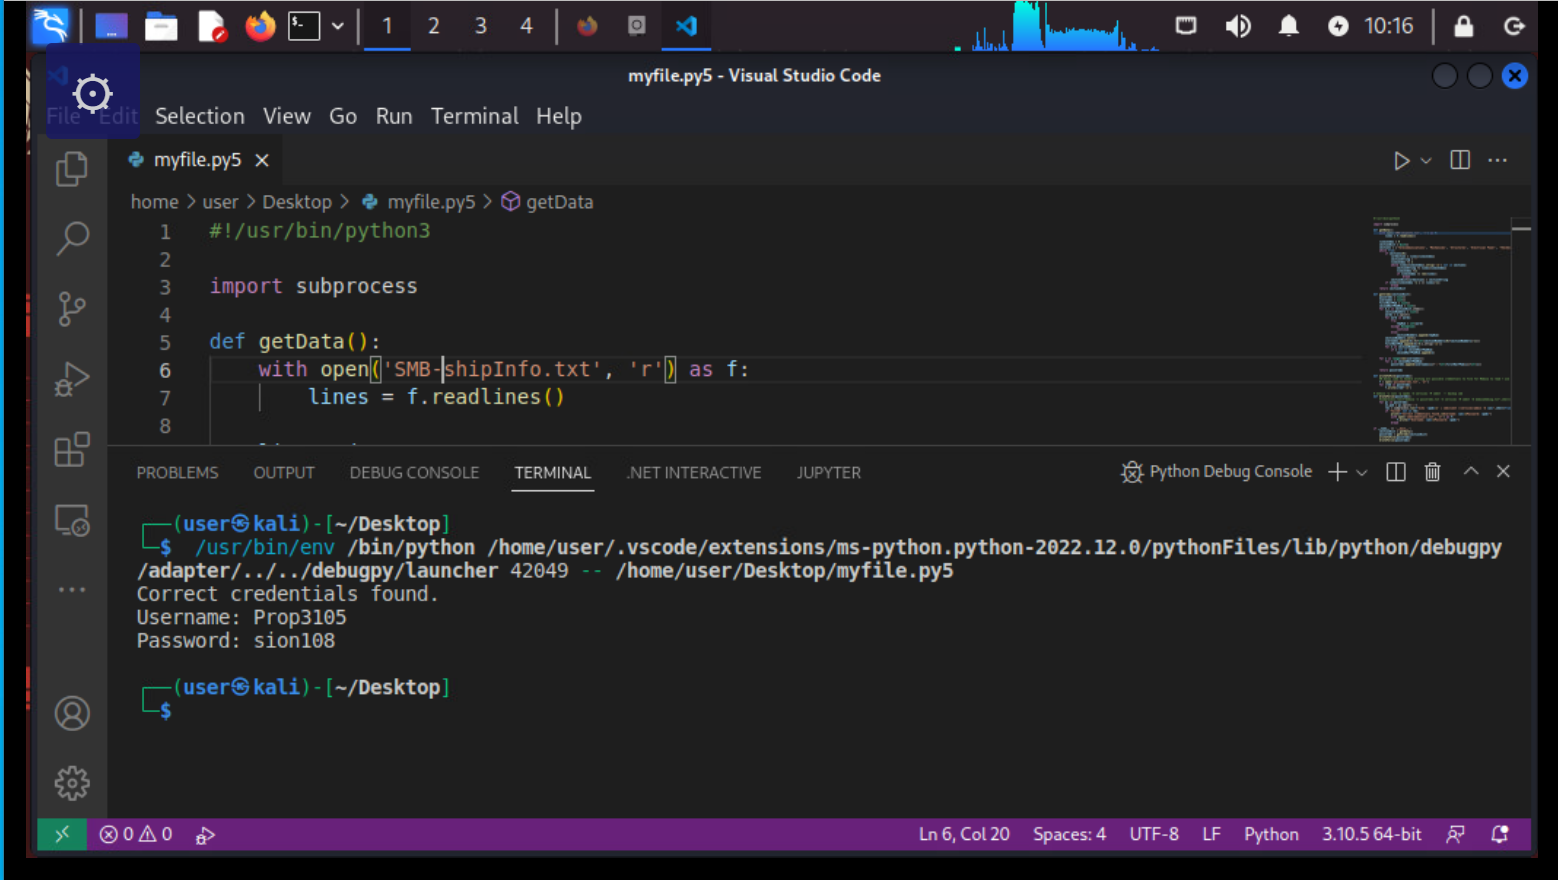 1 2 3 4 10:16
myfile.py5 - Visual Studio Code
File Edit Selection View Go Run Terminal Help
myfile.py5
home > user > Desktop > myfile.py5 > getData
1 #!/usr/bin/python3
2
3 import subprocess
4
5 def getData():
6 with open('SMB-shipInfo.txt', 'r') as f:
7 lines = f.readlines()
8
PROBLEMS OUTPUT DEBUG CONSOLE TERMINAL .NET INTERACTIVE JUPYTER Python Debug Console
(user㉿kali)-[~/Desktop]
$ /usr/bin/env /bin/python /home/user/.vscode/extensions/ms-python.python-2022.12.0/pythonFiles/lib/python/debugpy
/adapter/../../debugpy/launcher 42049 -- /home/user/Desktop/myfile.py5
Correct credentials found.
Username: Prop3105
Password: sion108
(user㉿kali)-[~/Desktop]
$
0 0 Ln 6, Col 20 Spaces: 4 UTF-8 LF Python 3.10.5 64-bit